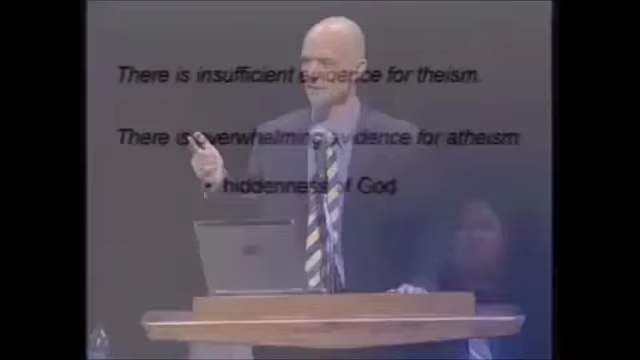 There is insufficient evidence for theism.
There is overwhelming evidence for atheism:
• hiddenness of God